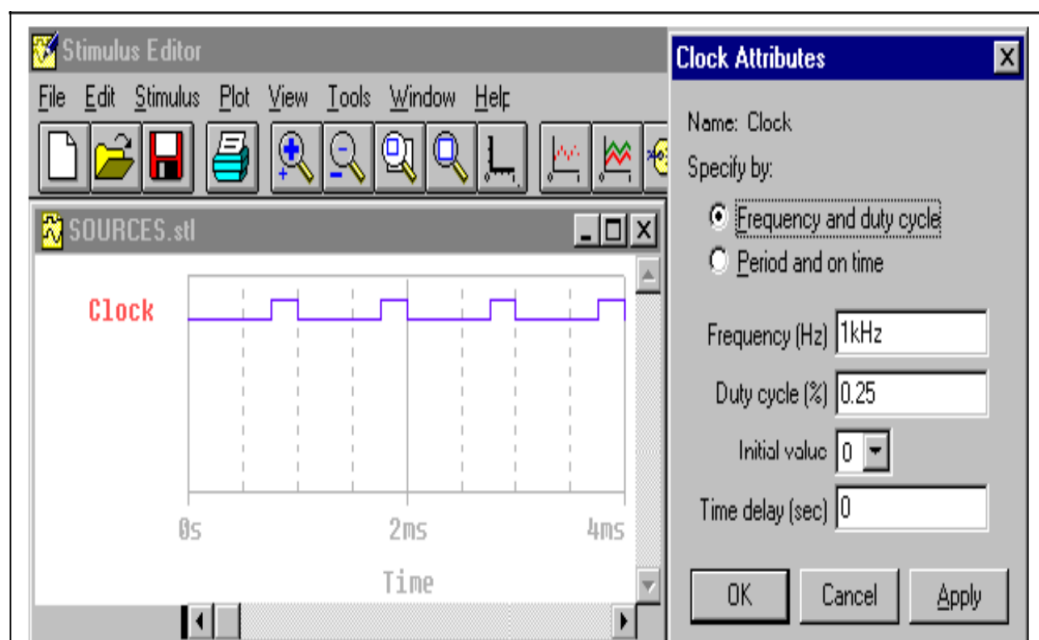 Stimulus Editor
File Edit Stimulus Plot View Tools Window Help
SOURCES.stl
Clock
0s 2ms 4ms
Time
Clock Attributes
Name: Clock
Specify by:
Frequency and duty cycle
Period and on time
Frequency (Hz) 1kHz
Duty cycle (%) 0.25
Initial value 0
Time delay (sec) 0
OK Cancel Apply